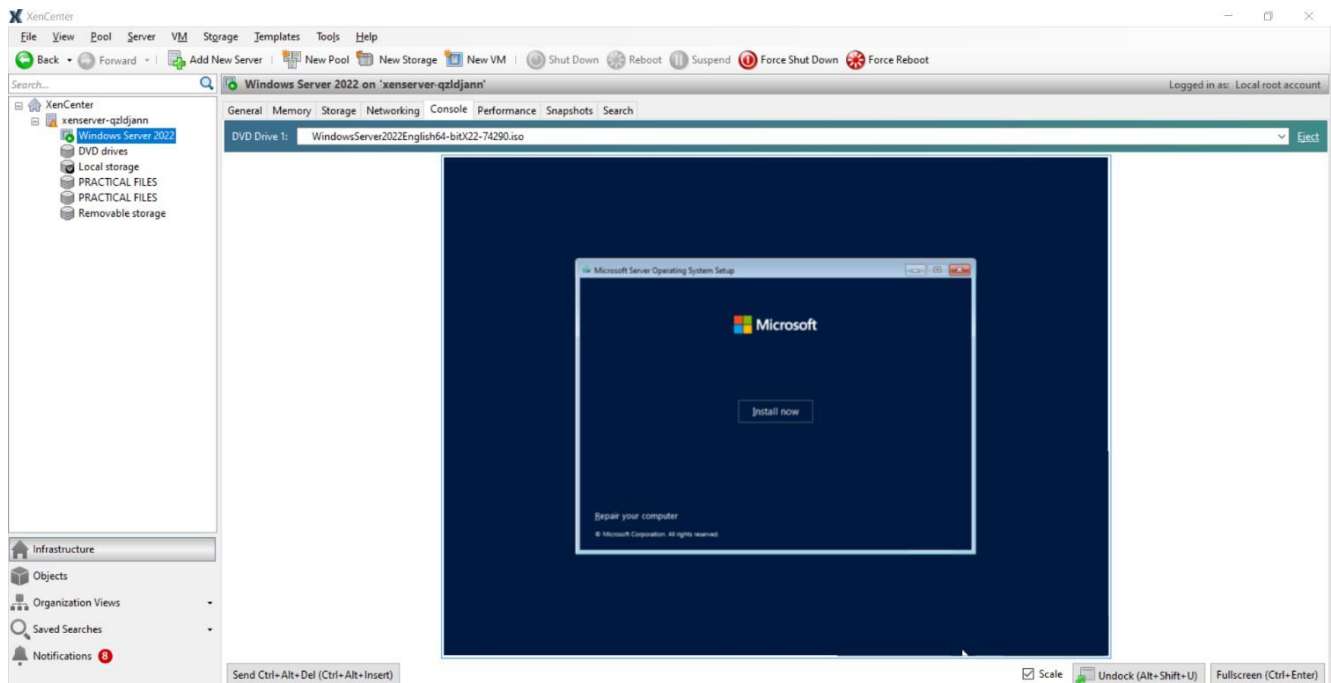 XenCenter
File View Pool Server VM Storage Templates Tools Help
Back Forward Add New Server New Pool New Storage New VM Shut Down Reboot Suspend Force Shut Down Force Reboot
Search...
Windows Server 2022 on 'xenserver-qzldjann'
Logged in as: Local root account
XenCenter
xenserver-qzldjann
Windows Server 2022
DVD drives
Local storage
PRACTICAL FILES
PRACTICAL FILES
Removable storage
General Memory Storage Networking Console Performance Snapshots Search
DVD Drive 1: WindowsServer2022English64-bitX22-74290.iso Eject
Microsoft Server Operating System Setup
Microsoft
Install now
Repair your computer
© Microsoft Corporation. All rights reserved.
Infrastructure
Objects
Organization Views
Saved Searches
Notifications 8
Send Ctrl+Alt+Del (Ctrl+Alt+Insert)
Scale Undock (Alt+Shift+U) Fullscreen (Ctrl+Enter)